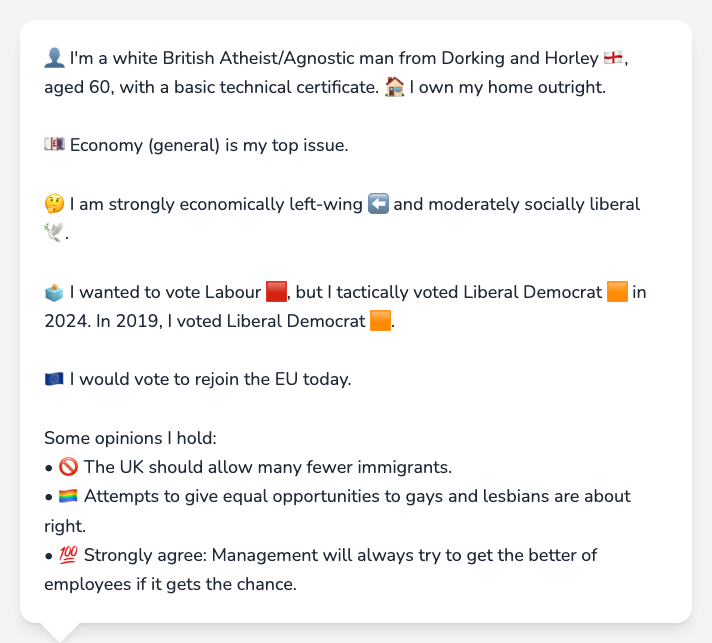 👤 I'm a white British Atheist/Agnostic man from Dorking and Horley 🏴󠁧󠁢󠁥󠁮󠁧󠁿,
aged 60, with a basic technical certificate. 🏠 I own my home outright.
💷 Economy (general) is my top issue.
🤔 I am strongly economically left-wing ⬅️ and moderately socially liberal
🕊️.
🗳️ I wanted to vote Labour 🟥, but I tactically voted Liberal Democrat 🟧 in
2024. In 2019, I voted Liberal Democrat 🟧.
🇪🇺 I would vote to rejoin the EU today.
Some opinions I hold:
• 🚫 The UK should allow many fewer immigrants.
• 🏳️‍🌈 Attempts to give equal opportunities to gays and lesbians are about
right.
• 💯 Strongly agree: Management will always try to get the better of
employees if it gets the chance.